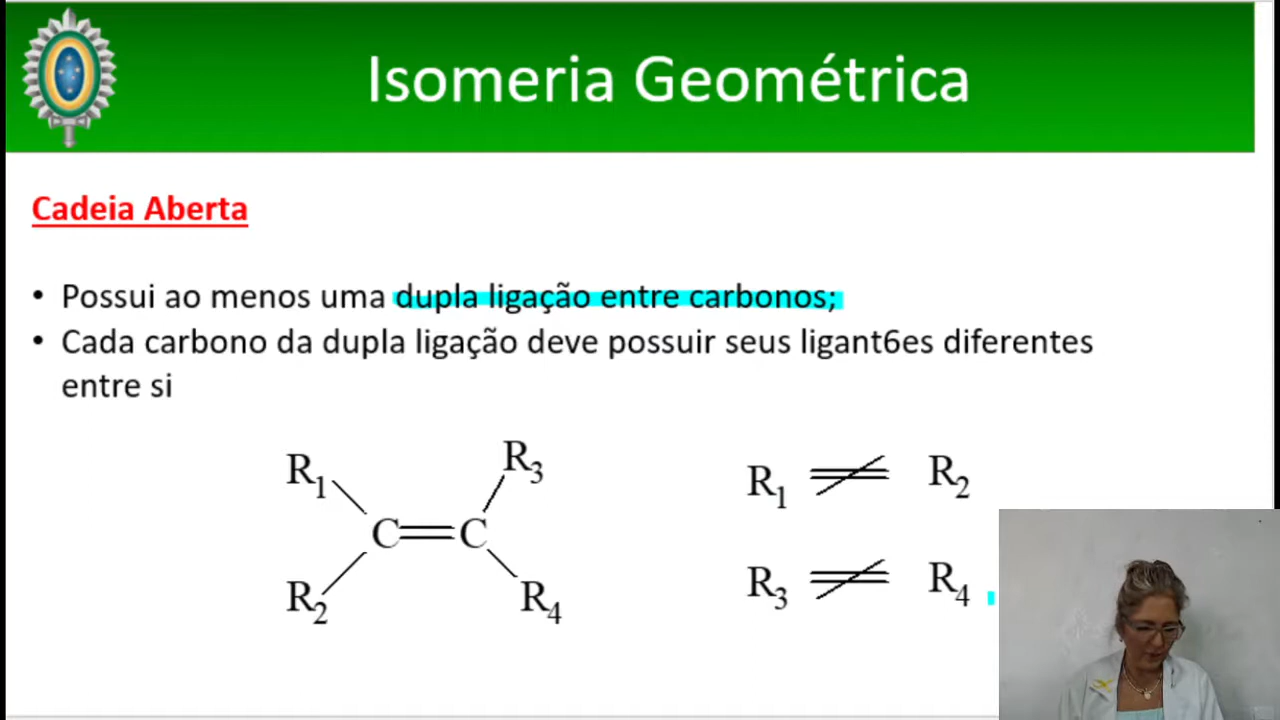 Isomeria Geométrica
Cadeia Aberta
• Possui ao menos uma dupla ligação entre carbonos;
• Cada carbono da dupla ligação deve possuir seus ligant6es diferentes
entre si
R3
R1
C=C
R2
R4
R1 ≠ R2
R3 ≠ R4